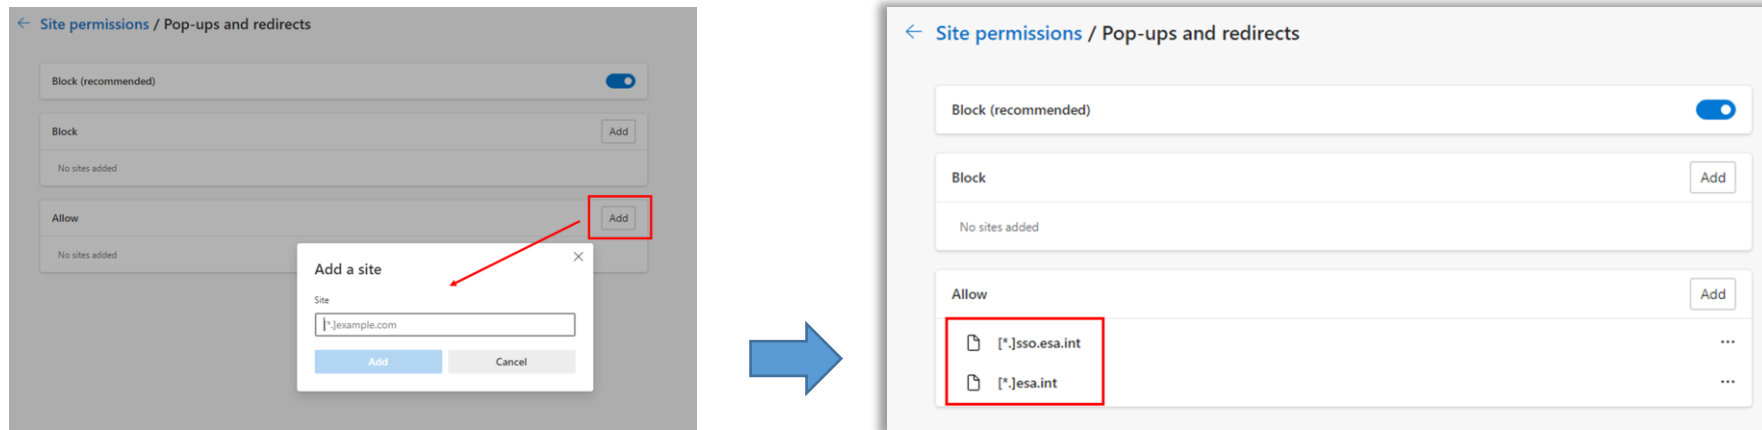 Site permissions / Pop-ups and redirects
Block (recommended)
Block
Add
No sites added
Allow
Add
No sites added
Add a site
Site
[*.]example.com
Add
Cancel
Site permissions / Pop-ups and redirects
Block (recommended)
Block
Add
No sites added
Allow
Add
[*.]sso.esa.int
[*.]esa.int